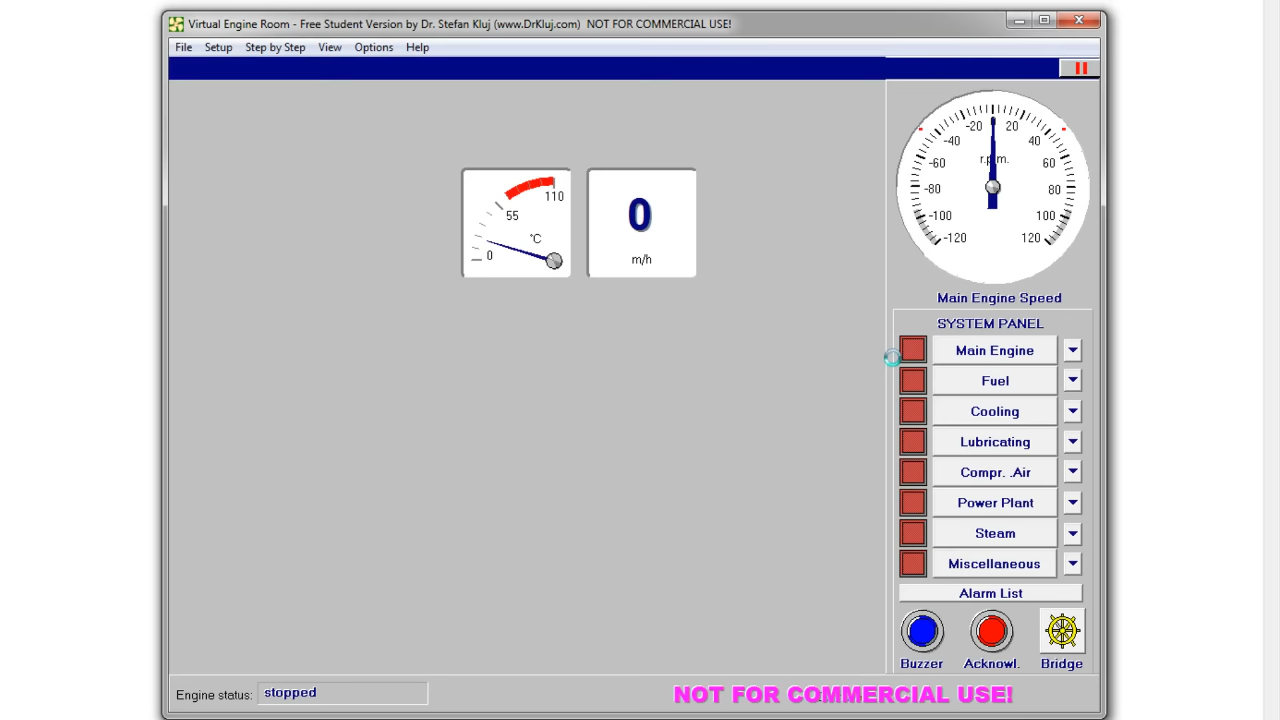 Virtual Engine Room - Free Student Version by Dr. Stefan Kluj (www.DrKluj.com) NOT FOR COMMERCIAL USE!
File Setup Step by Step View Options Help
-20 20
-40 40
-60 r.p.m. 60
-80 80
-100 100
-120 120
Main Engine Speed
110
55
°C
0
0
m/h
SYSTEM PANEL
Main Engine
Fuel
Cooling
Lubricating
Compr. .Air
Power Plant
Steam
Miscellaneous
Alarm List
Buzzer Acknowl. Bridge
Engine status: stopped
NOT FOR COMMERCIAL USE!